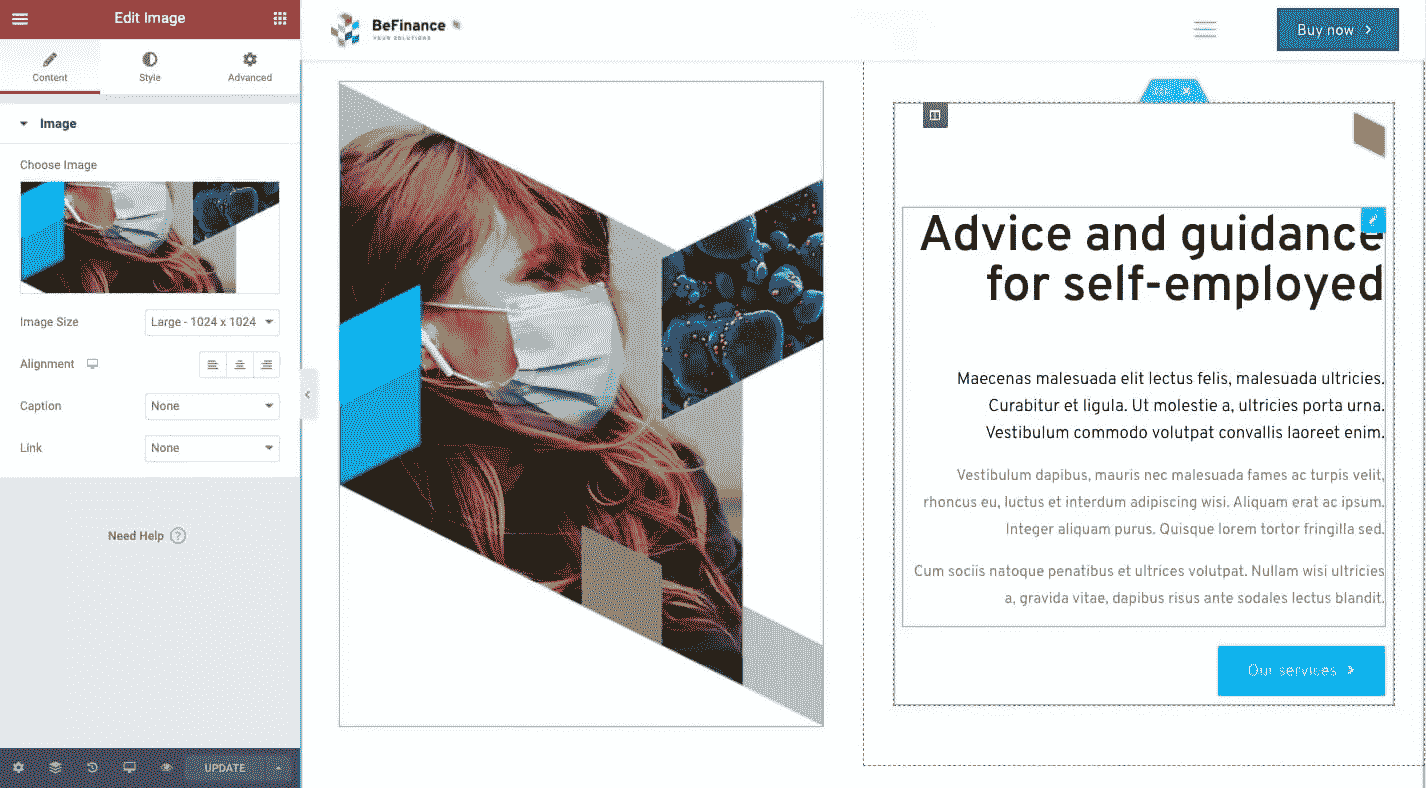 Edit Image
Content
Style
Advanced
Image
Choose Image
Image Size
Large - 1024 x 1024
Alignment
Caption
None
Link
None
Need Help ?
UPDATE
BeFinance
YOUR SOLUTIONS
Buy now
Advice and guidance
for self-employed
Maecenas malesuada elit lectus felis, malesuada ultricies.
Curabitur et ligula. Ut molestie a, ultricies porta urna.
Vestibulum commodo volutpat convallis laoreet enim.
Vestibulum dapibus, mauris nec malesuada fames ac turpis velit,
rhoncus eu, luctus et interdum adipiscing wisi. Aliquam erat ac ipsum.
Integer aliquam purus. Quisque lorem tortor fringilla sed.
Cum sociis natoque penatibus et ultrices volutpat. Nullam wisi ultricies
a, gravida vitae, dapibus risus ante sodales lectus blandit.
Our services